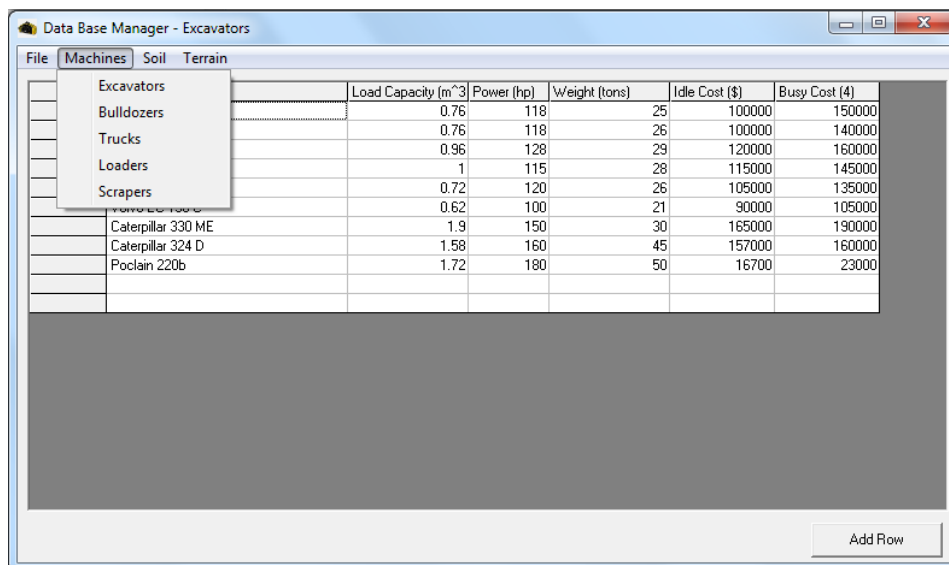 Data Base Manager - Excavators
File Machines Soil Terrain
Excavators
Bulldozers
Trucks
Loaders
Scrapers
Load Capacity (m^3 Power (hp) Weight (tons) Idle Cost ($) Busy Cost (4)
0.76 118 25 100000 150000
0.76 118 26 100000 140000
0.96 128 29 120000 160000
1 115 28 115000 145000
0.72 120 26 105000 135000
0.62 100 21 90000 105000
Caterpillar 330 ME 1.9 150 30 165000 190000
Caterpillar 324 D 1.58 160 45 157000 160000
Poclain 220b 1.72 180 50 16700 23000
Add Row